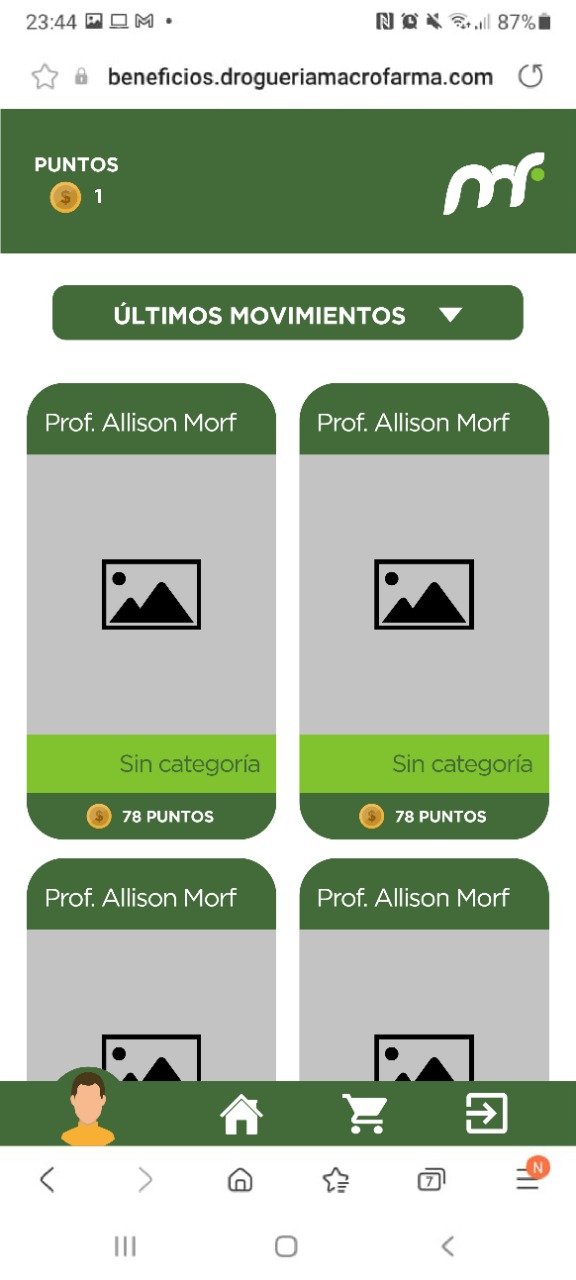 23:44 87%
beneficios.drogueriamacrofarma.com
PUNTOS
1
mf
ÚLTIMOS MOVIMIENTOS
Prof. Allison Morf
Prof. Allison Morf
Sin categoría
Sin categoría
78 PUNTOS
78 PUNTOS
Prof. Allison Morf
Prof. Allison Morf
7
N